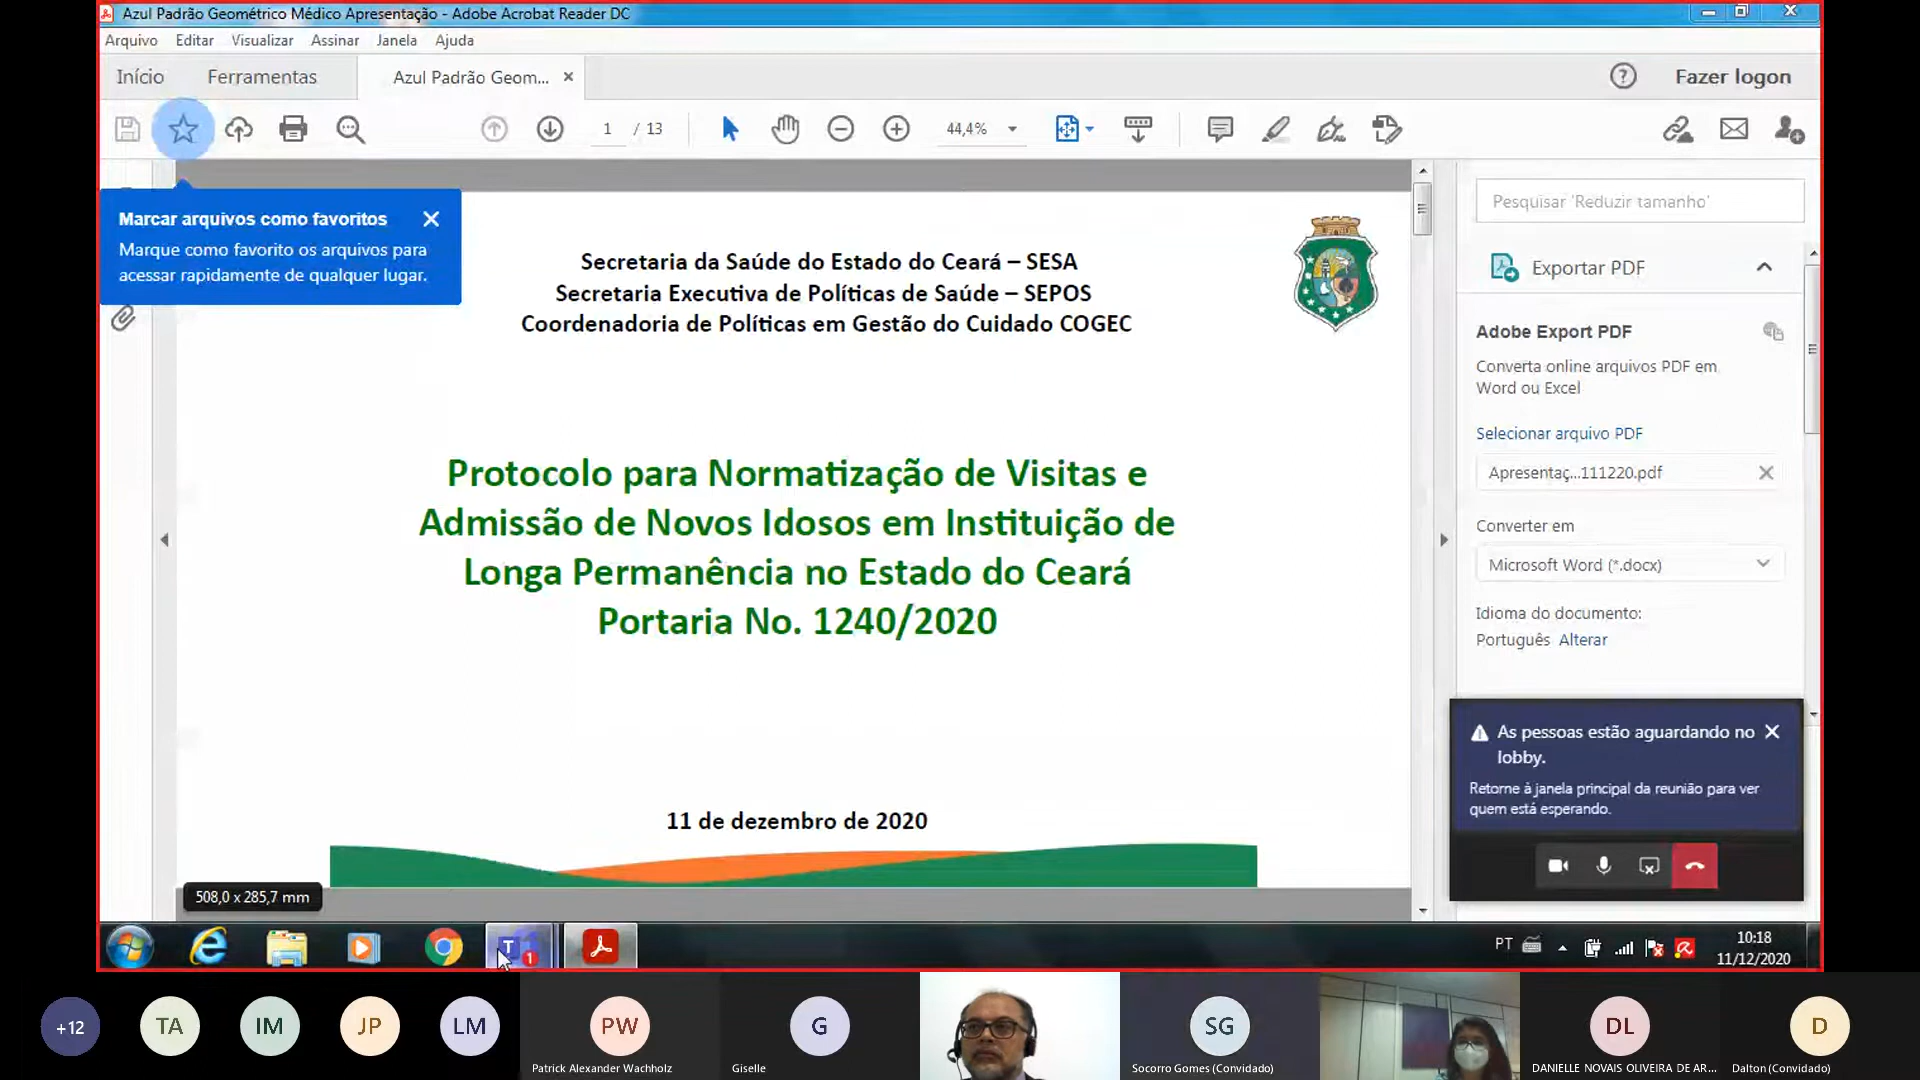 Azul Padrão Geométrico Médico Apresentação - Adobe Acrobat Reader DC
Arquivo Editar Visualizar Assinar Janela Ajuda
Início Ferramentas Azul Padrão Geom... Fazer logon
1 / 13 44,4%
Marcar arquivos como favoritos
Marque como favorito os arquivos para
acessar rapidamente de qualquer lugar.
Secretaria da Saúde do Estado do Ceará – SESA
Secretaria Executiva de Políticas de Saúde – SEPOS
Coordenadoria de Políticas em Gestão do Cuidado COGEC
Protocolo para Normatização de Visitas e
Admissão de Novos Idosos em Instituição de
Longa Permanência no Estado do Ceará
Portaria No. 1240/2020
11 de dezembro de 2020
508,0 x 285,7 mm
Pesquisar 'Reduzir tamanho'
Exportar PDF
Adobe Export PDF
Converta online arquivos PDF em
Word ou Excel
Selecionar arquivo PDF
Apresentaç...111220.pdf
Converter em
Microsoft Word (*.docx)
Idioma do documento:
Português Alterar
As pessoas estão aguardando no
lobby.
Retorne à janela principal da reunião para ver
quem está esperando.
T
1
PT
10:18
11/12/2020
+12
TA
IM
JP
LM
PW
Patrick Alexander Wachholz
G
Giselle
SG
Socorro Gomes (Convidado)
DL
DANIELLE NOVAIS OLIVEIRA DE AR...
D
Dalton (Convidado)